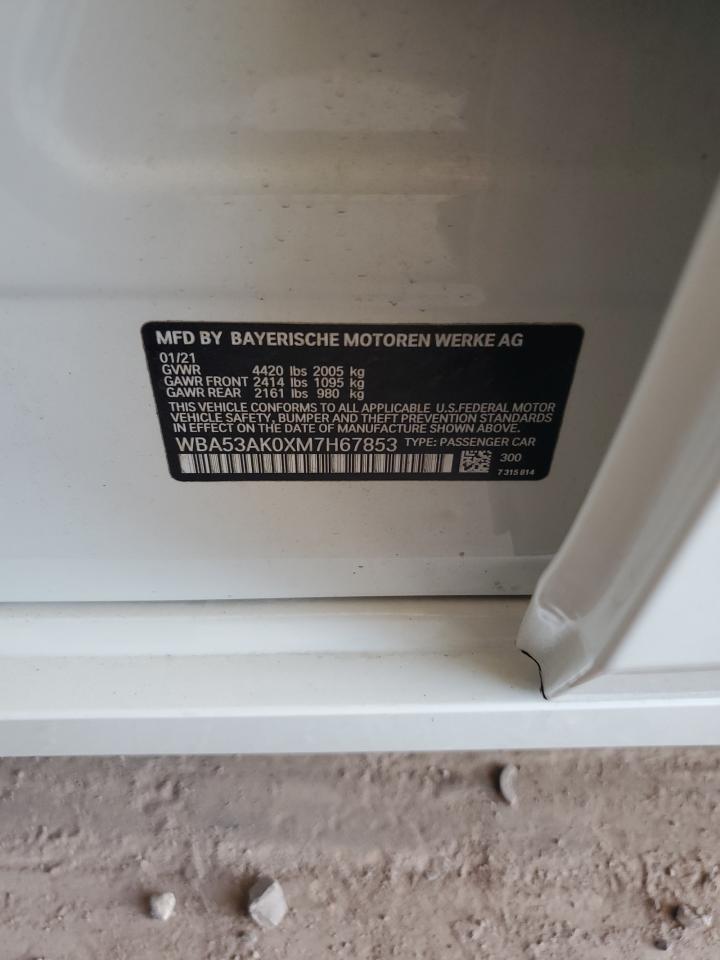 MFD BY BAYERISCHE MOTOREN WERKE AG
01/21
GVWR 4420 lbs 2005 kg
GAWR FRONT 2414 lbs 1095 kg
GAWR REAR 2161 lbs 980 kg
THIS VEHICLE CONFORMS TO ALL APPLICABLE U.S.FEDERAL MOTOR
VEHICLE SAFETY, BUMPER AND THEFT PREVENTION STANDARDS
IN EFFECT ON THE DATE OF MANUFACTURE SHOWN ABOVE.
WBA53AK0XM7H67853 TYPE: PASSENGER CAR
300
7 315 814